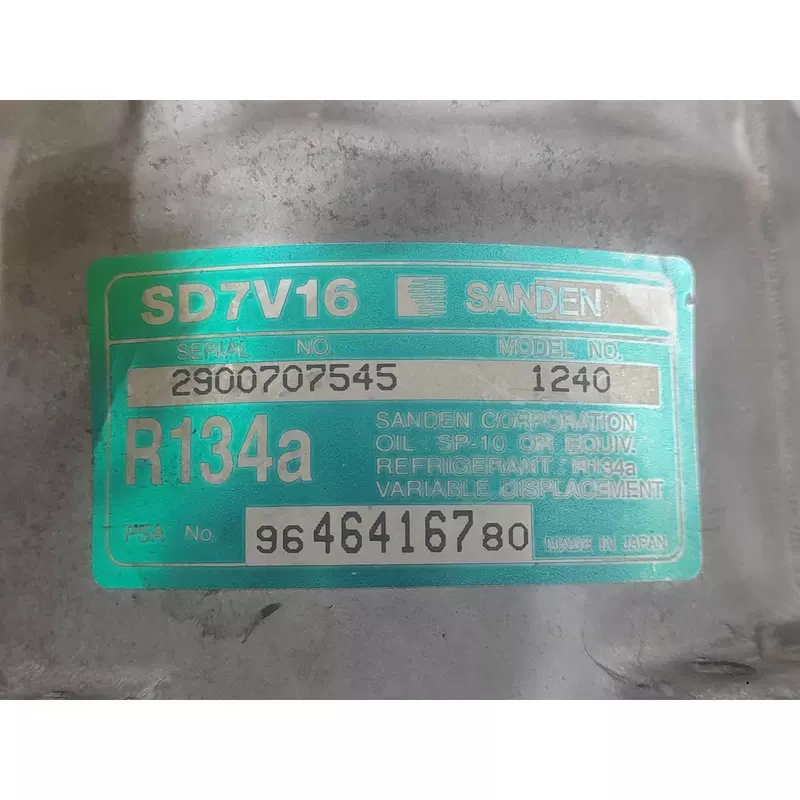 SD7V16 SANDEN
SERIAL NO. MODEL NO.
2900707545 1240
R134a
SANDEN CORPORATION
OIL : SP-10 OR EQUIV.
REFRIGERANT : R134a
VARIABLE DISPLACEMENT
PSA No. 9646416780 MADE IN JAPAN